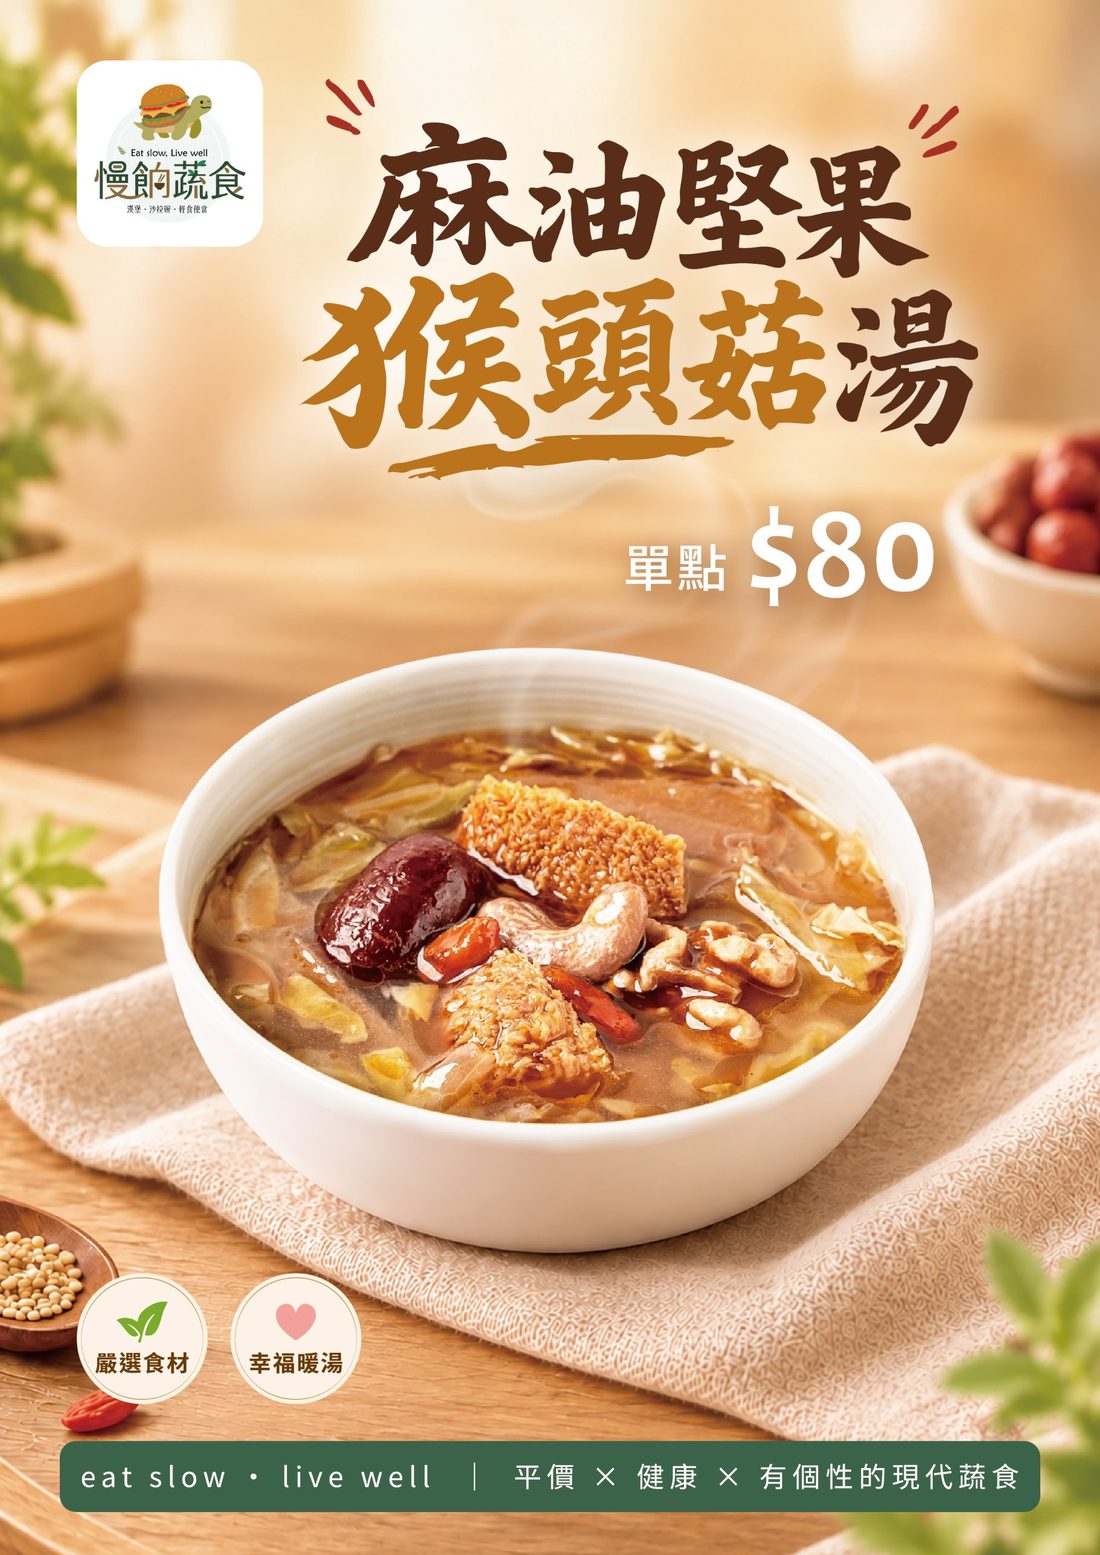 Eat slow, Live well
慢餉蔬食
漢堡・沙拉碗・輕食便當
麻油堅果
猴頭菇湯
單點 $80
嚴選食材
幸福暖湯
eat slow・live well｜平價 × 健康 × 有個性的現代蔬食